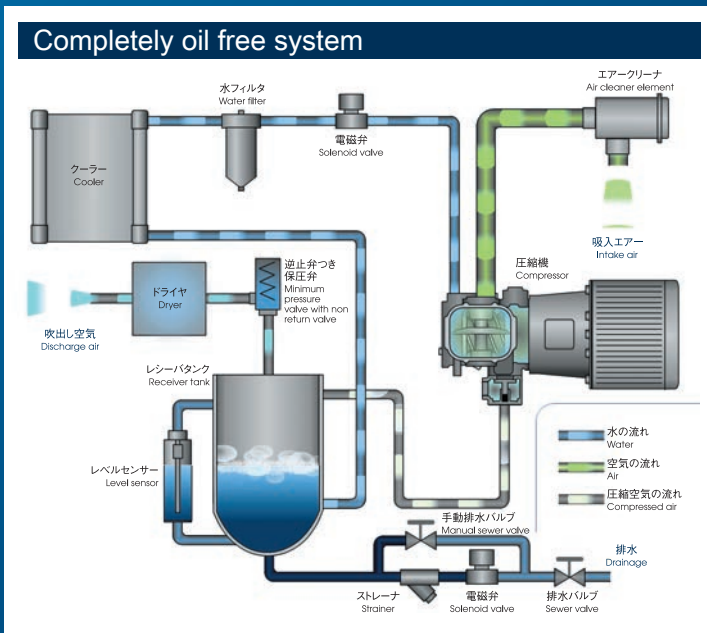 Completely oil free system
水フィルタ
Water filter
電磁弁
Solenoid valve
エアークリーナ
Air cleaner element
クーラー
Cooler
吸入エアー
Intake air
圧縮機
Compressor
逆止弁つき
保圧弁
Minimum
pressure
valve with non
return valve
ドライヤ
Dryer
吹出し空気
Discharge air
レシーバタンク
Receiver tank
レベルセンサー
Level sensor
水の流れ
Water
空気の流れ
Air
圧縮空気の流れ
Compressed air
手動排水バルブ
Manual sewer valve
排水
Drainage
ストレーナ
Strainer
電磁弁
Solenoid valve
排水バルブ
Sewer valve